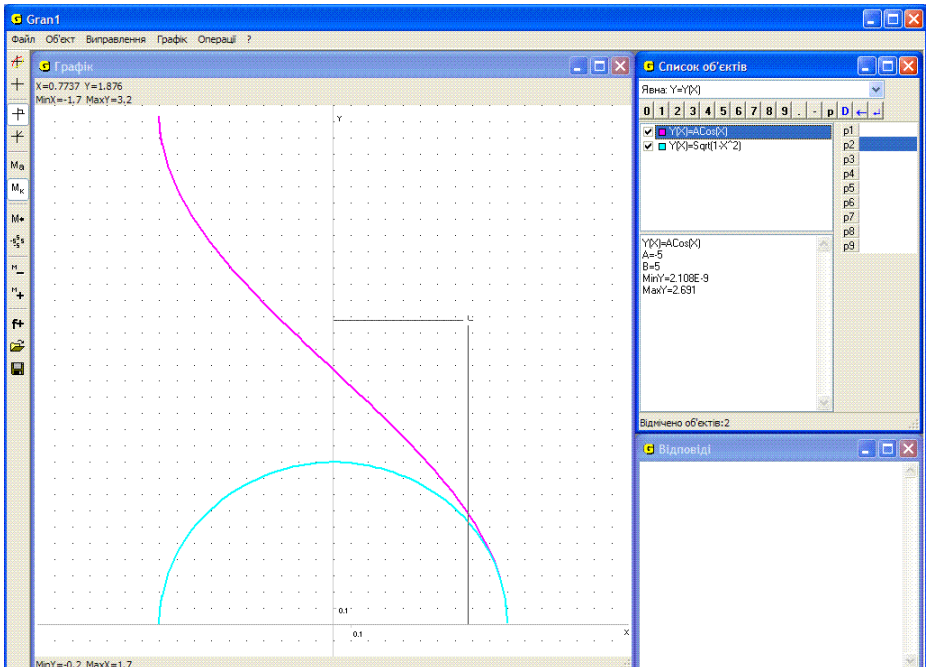 Gran1
Файл Об'єкт Виправлення Графік Операції ?
Графік
X=0.7737 Y=1.876
MinX=-1.7 MaxY=3.2
Y
0.1
0.1
X
MinY=-0.2 MaxX=1.7
Список об'єктів
Явна: Y=Y(X)
0 1 2 3 4 5 6 7 8 9 . - p D ← ↵
Y(X)=ACos(X)
Y(X)=Sqrt(1-X^2)
p1
p2
p3
p4
p5
p6
p7
p8
p9
Y(X)=ACos(X)
A=-5
B=5
MinY=2.108E-9
MaxY=2.691
Відмічено об'єктів:2
Відповіді